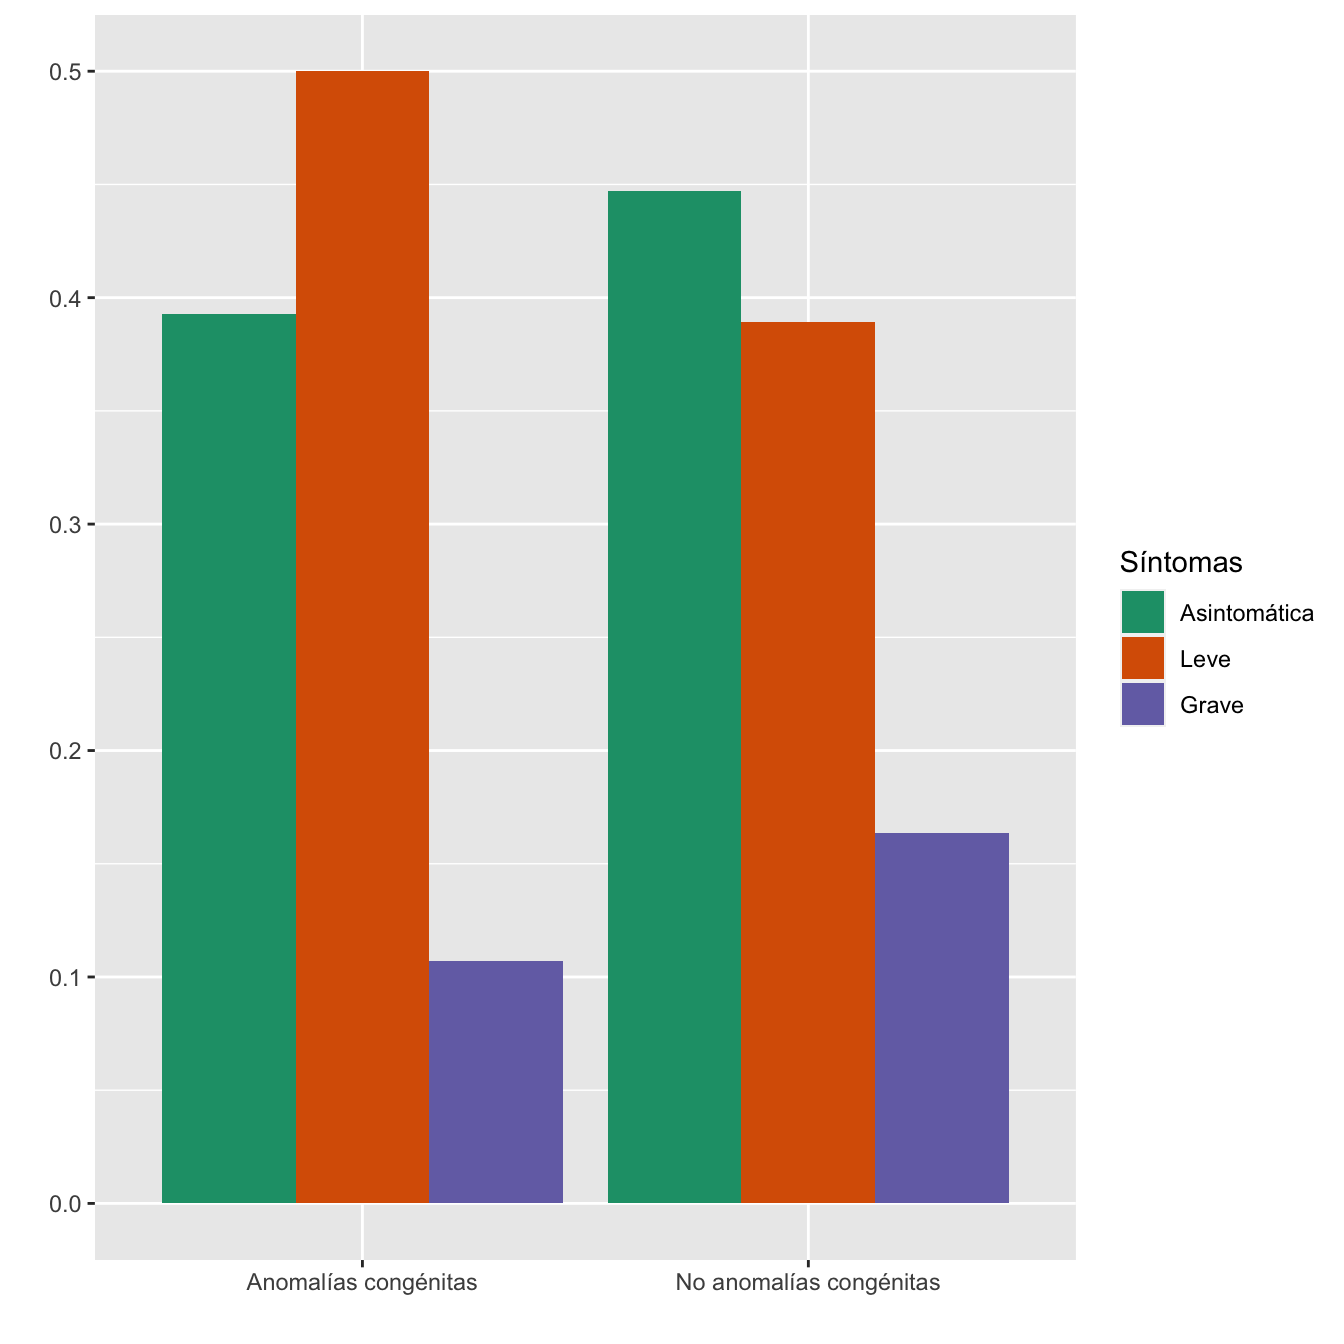 0.5
0.4
0.3
0.2
0.1
0.0
Anomalías congénitas
No anomalías congénitas
Síntomas
Asintomática
Leve
Grave